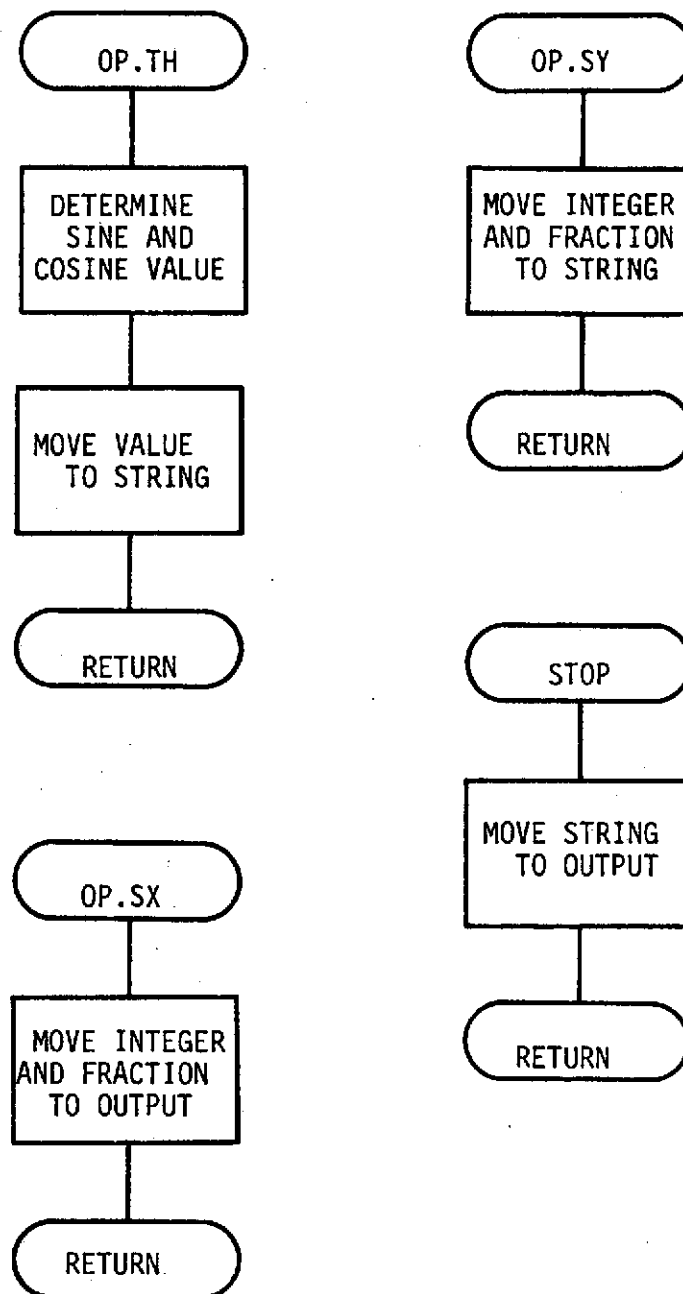 OP.TH
DETERMINE
SINE AND
COSINE VALUE
MOVE VALUE
TO STRING
RETURN
OP.SX
MOVE INTEGER
AND FRACTION
TO OUTPUT
RETURN
OP.SY
MOVE INTEGER
AND FRACTION
TO STRING
RETURN
STOP
MOVE STRING
TO OUTPUT
RETURN